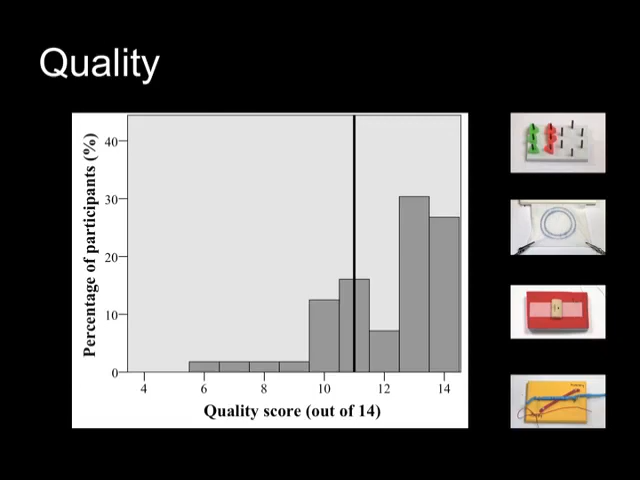 Quality
Percentage of participants (%)
40
30
20
10
0
4 6 8 10 12 14
Quality score (out of 14)